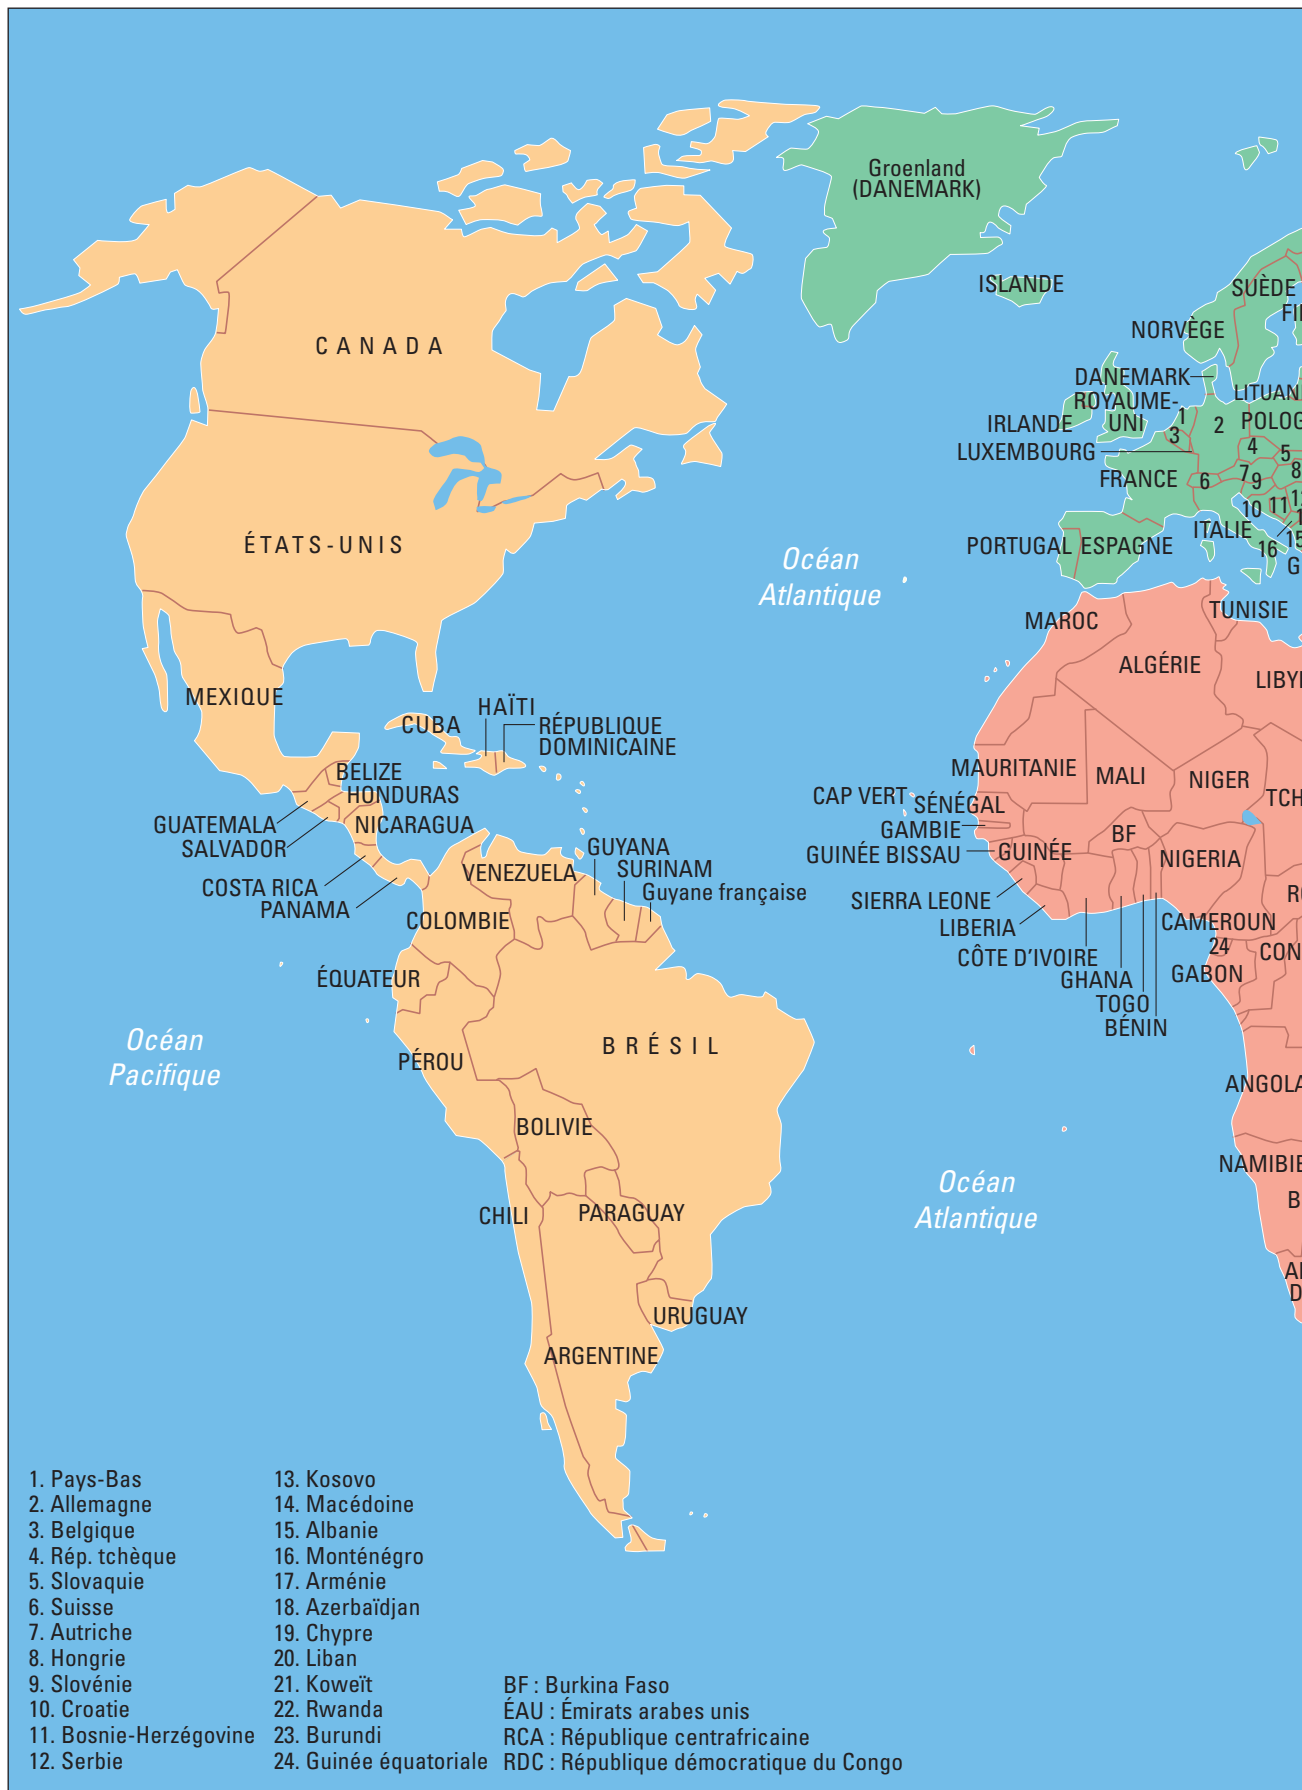 Groenland
(DANEMARK)
ISLANDE
SUÈDE
NORVÈGE
CANADA
DANEMARK
LITUAN
ROYAUME-
UNI
1
2
POLOG
IRLANDE
3
4
LUXEMBOURG
5
FRANCE
6
7
8
9
10
11
ITALIE
ÉTATS-UNIS
PORTUGAL
ESPAGNE
16
15
G
Océan
Atlantique
MAROC
TUNISIE
ALGÉRIE
LIBYE
MEXIQUE
HAÏTI
CUBA
RÉPUBLIQUE
DOMINICAINE
BELIZE
HONDURAS
MAURITANIE
MALI
NIGER
CAP VERT
SÉNÉGAL
TCH
GUATEMALA
NICARAGUA
GAMBIE
BF
SALVADOR
GUYANA
GUINÉE BISSAU
GUINÉE
NIGERIA
VENEZUELA
SURINAM
COSTA RICA
Guyane française
PANAMA
SIERRA LEONE
COLOMBIE
LIBERIA
CAMEROUN
CÔTE D'IVOIRE
24
CON
GHANA
GABON
ÉQUATEUR
TOGO
BÉNIN
Océan
Pacifique
BRÉSIL
PÉROU
ANGOLA
BOLIVIE
NAMIBIE
Océan
Atlantique
B
CHILI
PARAGUAY
D
URUGUAY
ARGENTINE
1. Pays-Bas
2. Allemagne
3. Belgique
4. Rép. tchèque
5. Slovaquie
6. Suisse
7. Autriche
8. Hongrie
9. Slovénie
10. Croatie
11. Bosnie-Herzégovine
12. Serbie
13. Kosovo
14. Macédoine
15. Albanie
16. Monténégro
17. Arménie
18. Azerbaïdjan
19. Chypre
20. Liban
21. Koweït
22. Rwanda
23. Burundi
24. Guinée équatoriale
BF : Burkina Faso
ÉAU : Émirats arabes unis
RCA : République centrafricaine
RDC : République démocratique du Congo